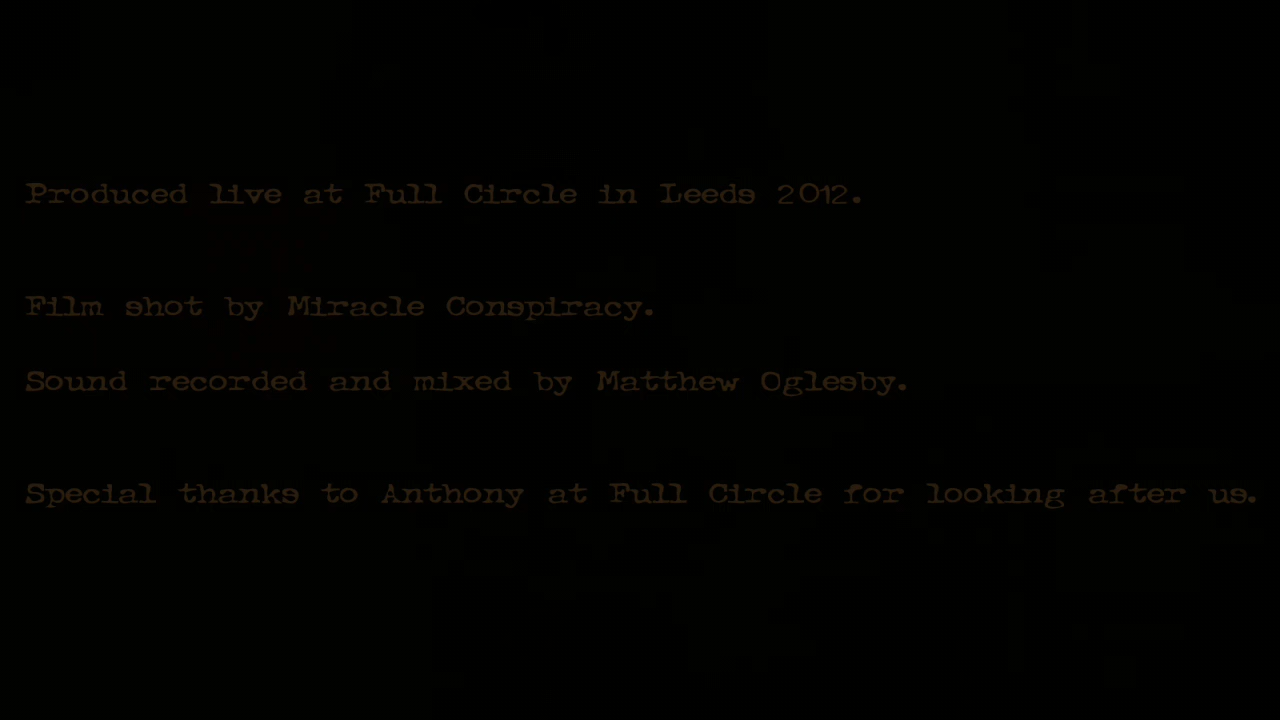 Produced live at Full Circle in Leeds 2012.
Film shot by Miracle Conspiracy.
Sound recorded and mixed by Matthew Oglesby.
Special thanks to Anthony at Full Circle for looking after us.